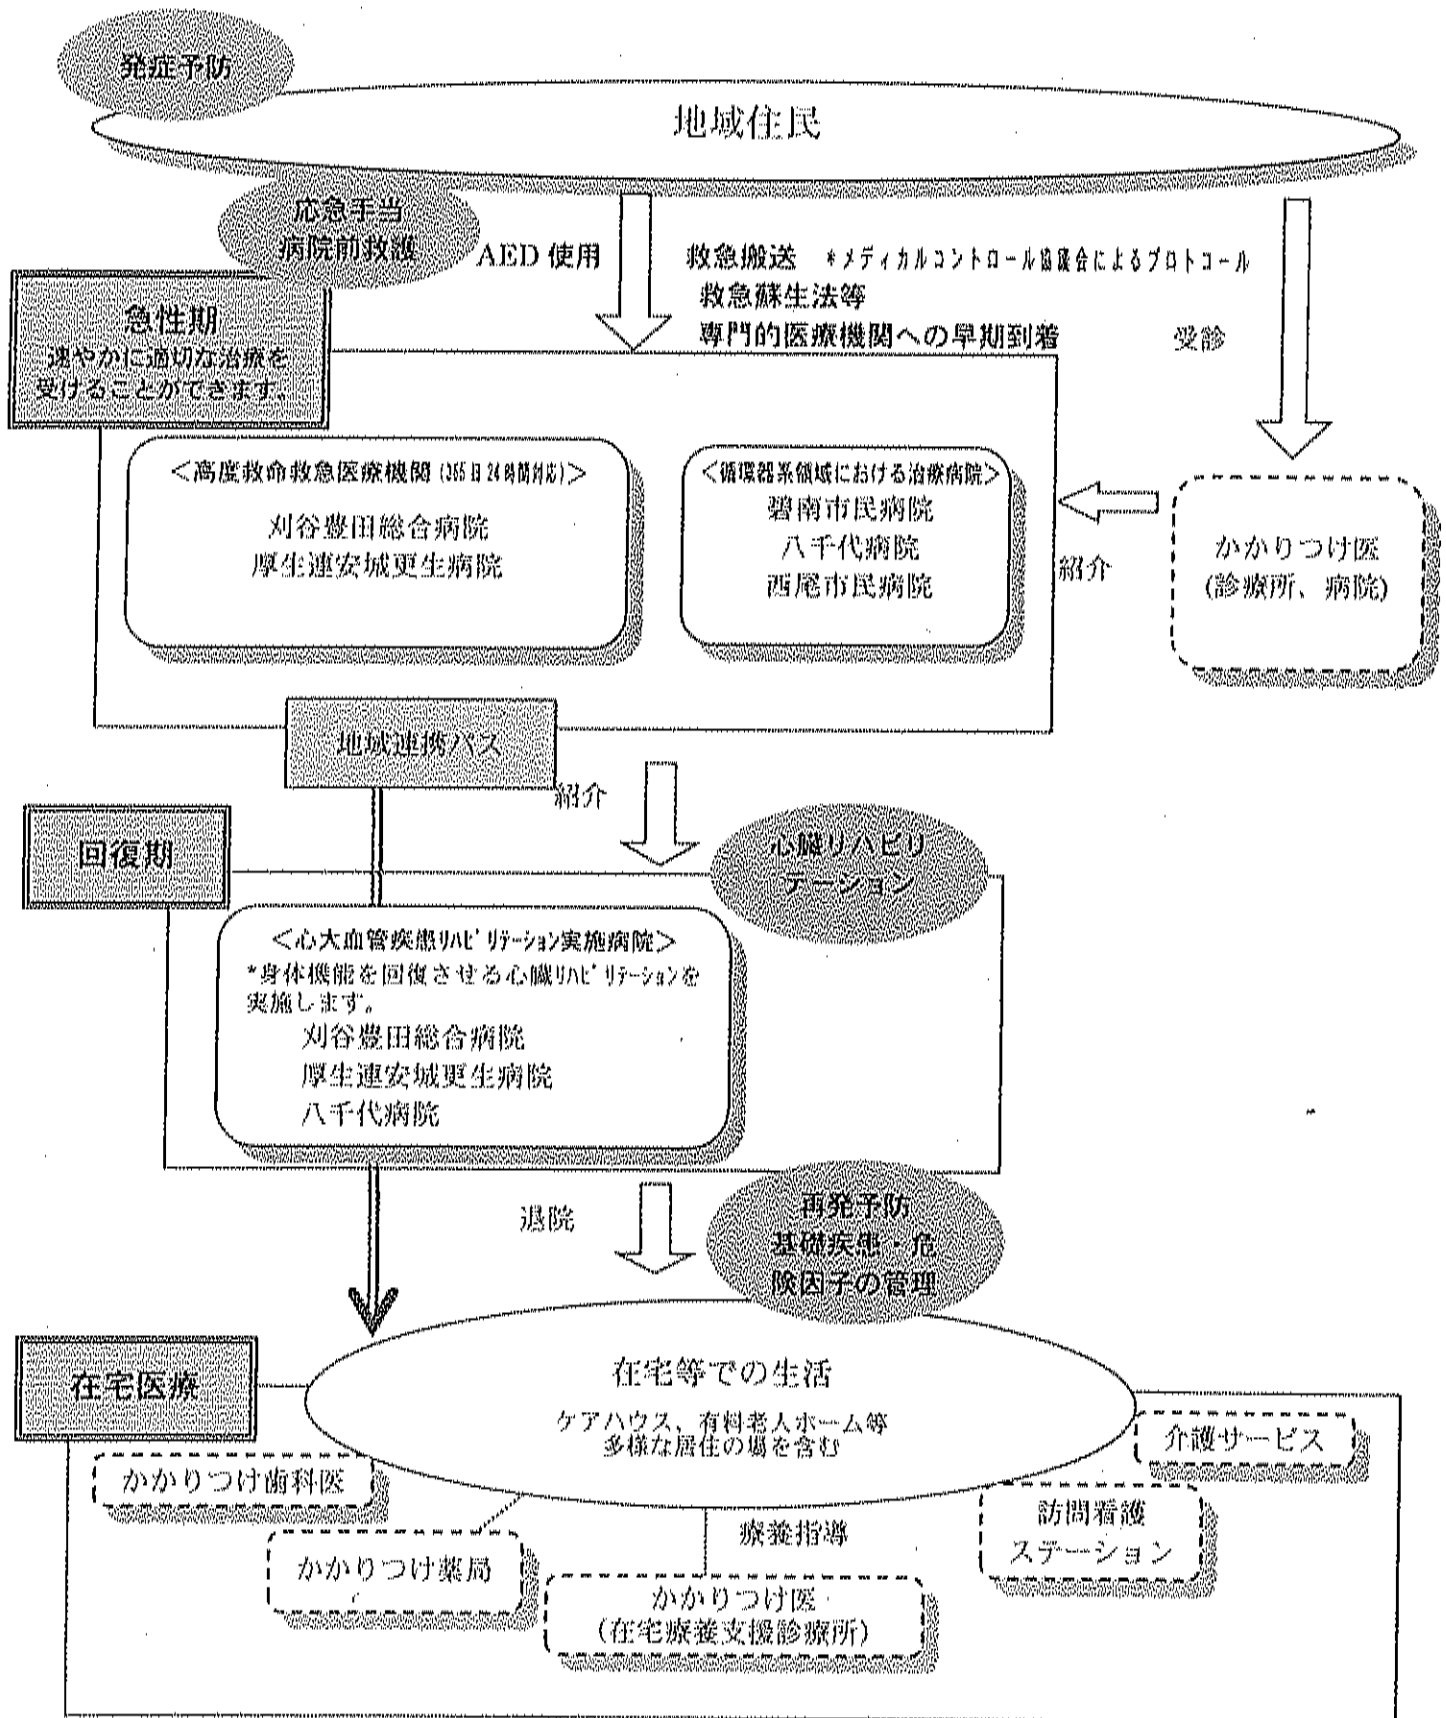 発症予防
地域住民
応急手当
病院前救護
AED 使用
救急搬送 *メディカルコントロール協議会によるプロトコール
救急蘇生法等
専門的医療機関への早期到着
受診
急性期
速やかに適切な治療を
受けることができます。
＜高度救命救急医療機関(365日24時間対応)＞
刈谷豊田総合病院
厚生連安城更生病院
＜循環器系領域における治療病院＞
碧南市民病院
八千代病院
西尾市民病院
紹介
かかりつけ医
(診療所、病院)
地域連携パス
紹介
回復期
心臓リハビリ
テーション
＜心大血管疾患ﾘﾊﾋﾞﾘﾃｰｼｮﾝ実施病院＞
*身体機能を回復させる心臓ﾘﾊﾋﾞﾘﾃｰｼｮﾝを
実施します。
刈谷豊田総合病院
厚生連安城更生病院
八千代病院
退院
再発予防
基礎疾患・危
険因子の管理
在宅医療
在宅等での生活
ケアハウス、有料老人ホーム等
多様な居住の場を含む
介護サービス
かかりつけ歯科医
訪問看護
ステーション
かかりつけ薬局
療養指導
かかりつけ医
(在宅療養支援診療所)